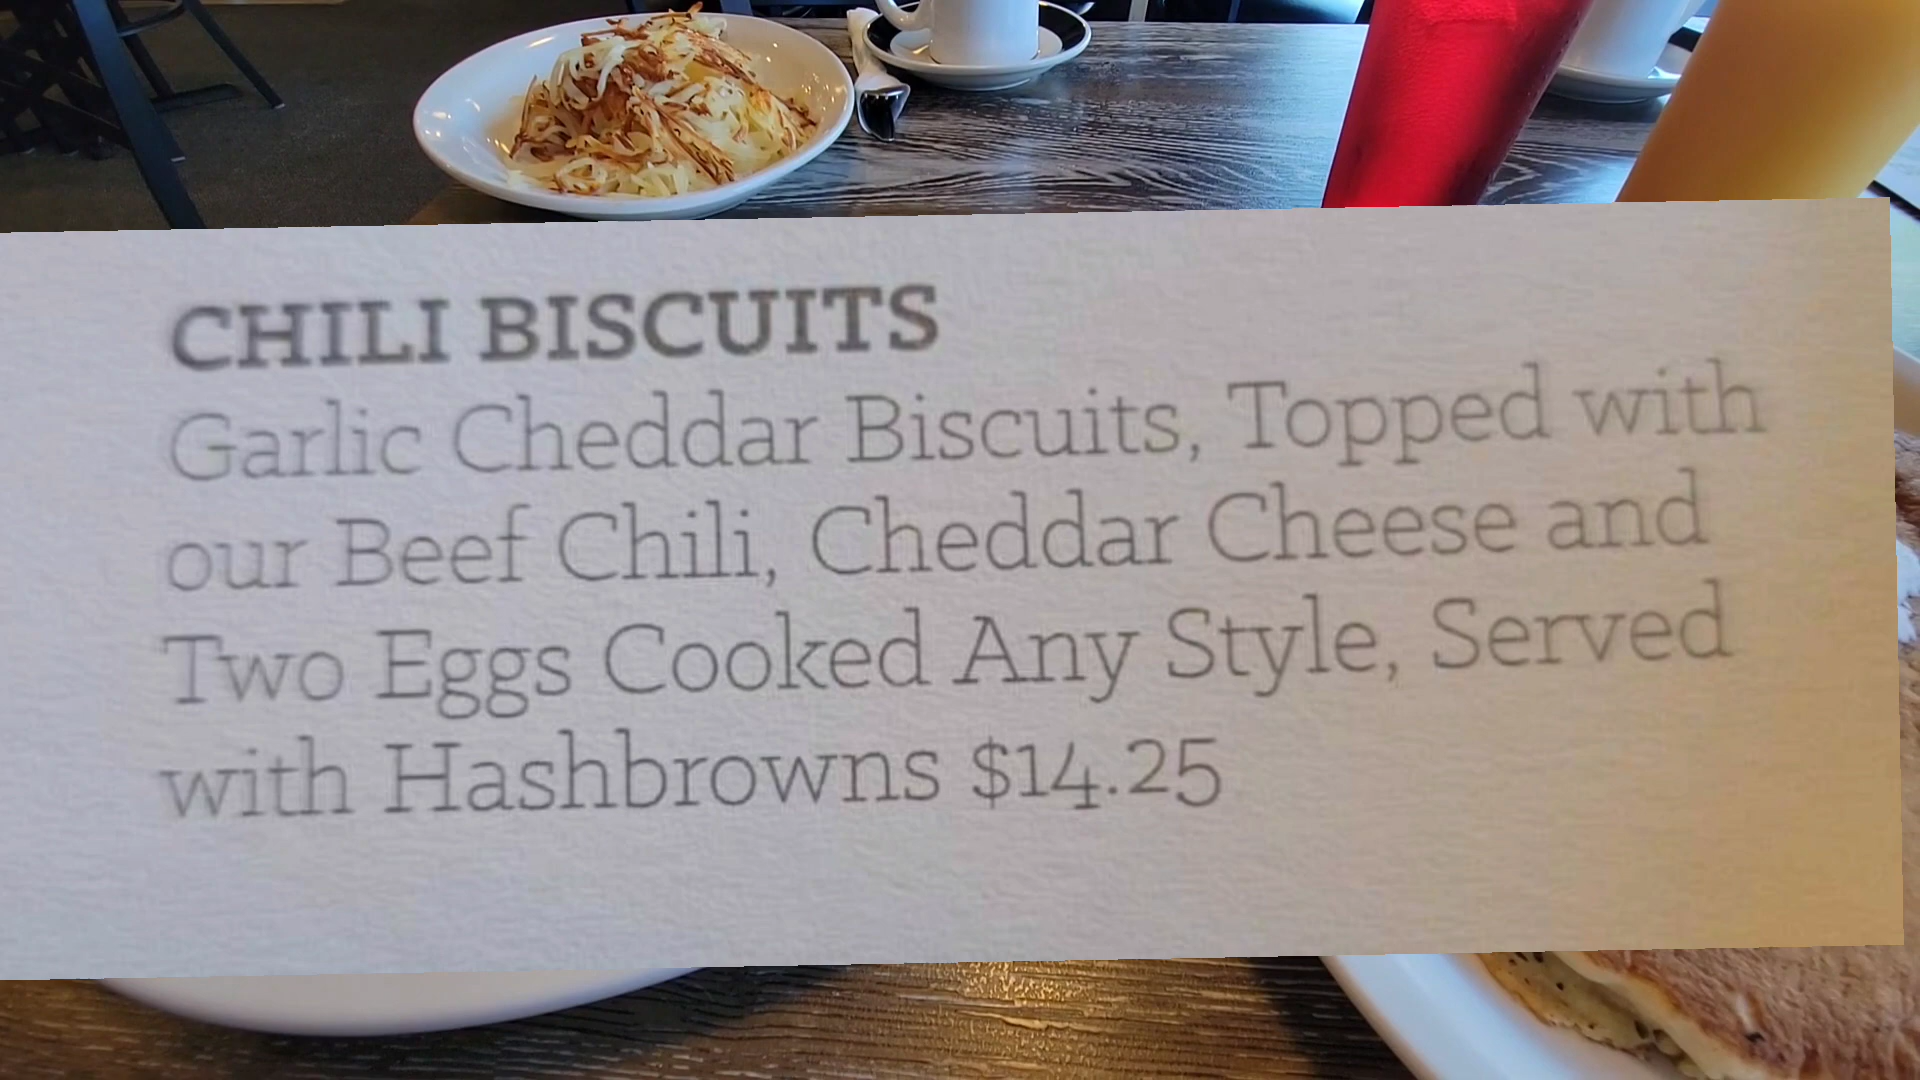 CHILI BISCUITS
Garlic Cheddar Biscuits, Topped with
our Beef Chili, Cheddar Cheese and
Two Eggs Cooked Any Style, Served
with Hashbrowns $14.25